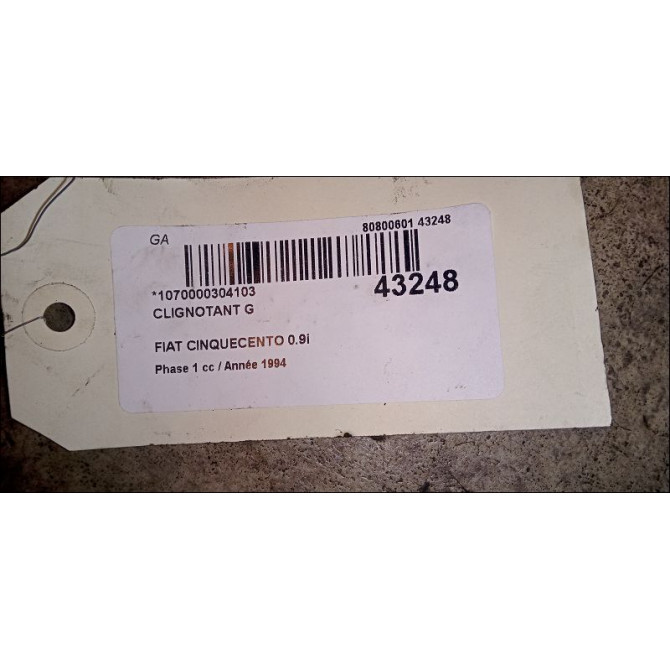 GA
80800601 43248
43248
*1070000304103
CLIGNOTANT G
FIAT CINQUECENTO 0.9i
Phase 1 cc / Année 1994